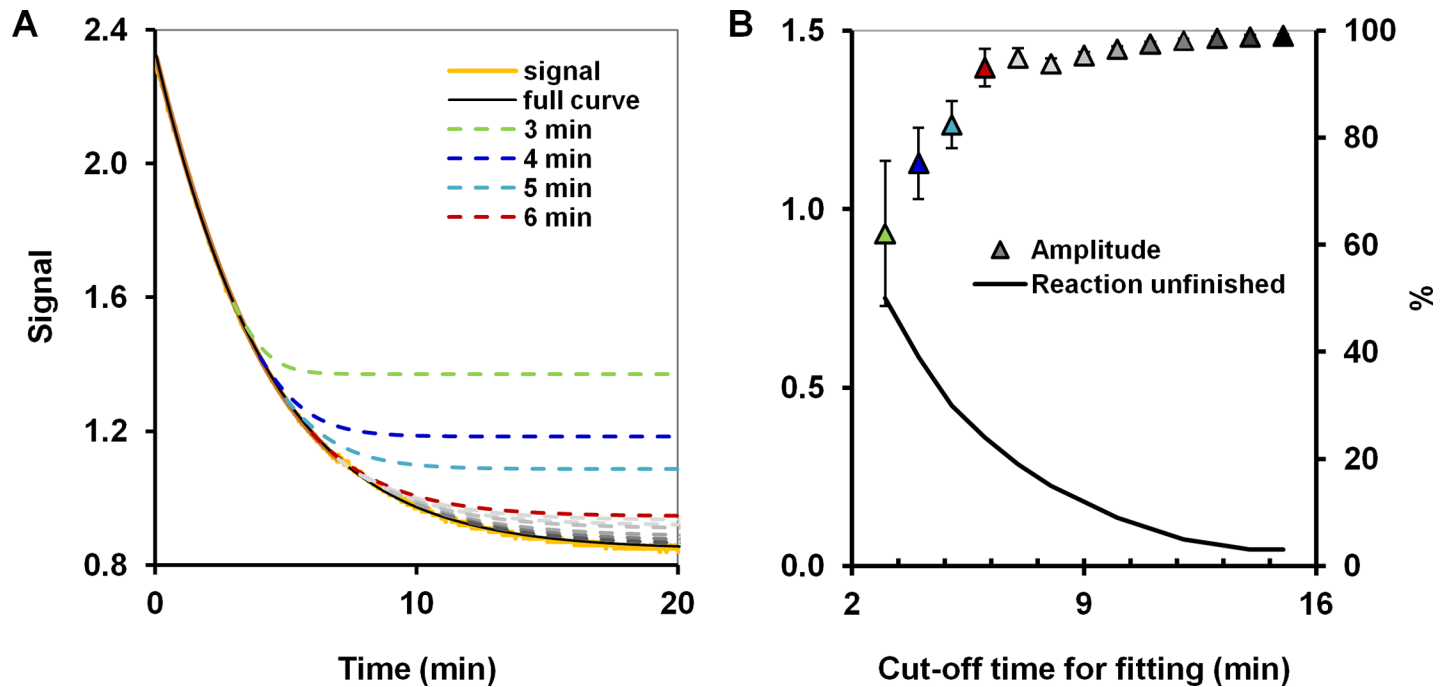 A
2.4
2.0
1.6
1.2
0.8
Signal
0
10
20
Time (min)
signal
full curve
3 min
4 min
5 min
6 min
B
1.5
1.0
0.5
0.0
2
9
16
Cut-off time for fitting (min)
100
80
60
40
20
0
%
Amplitude
Reaction unfinished